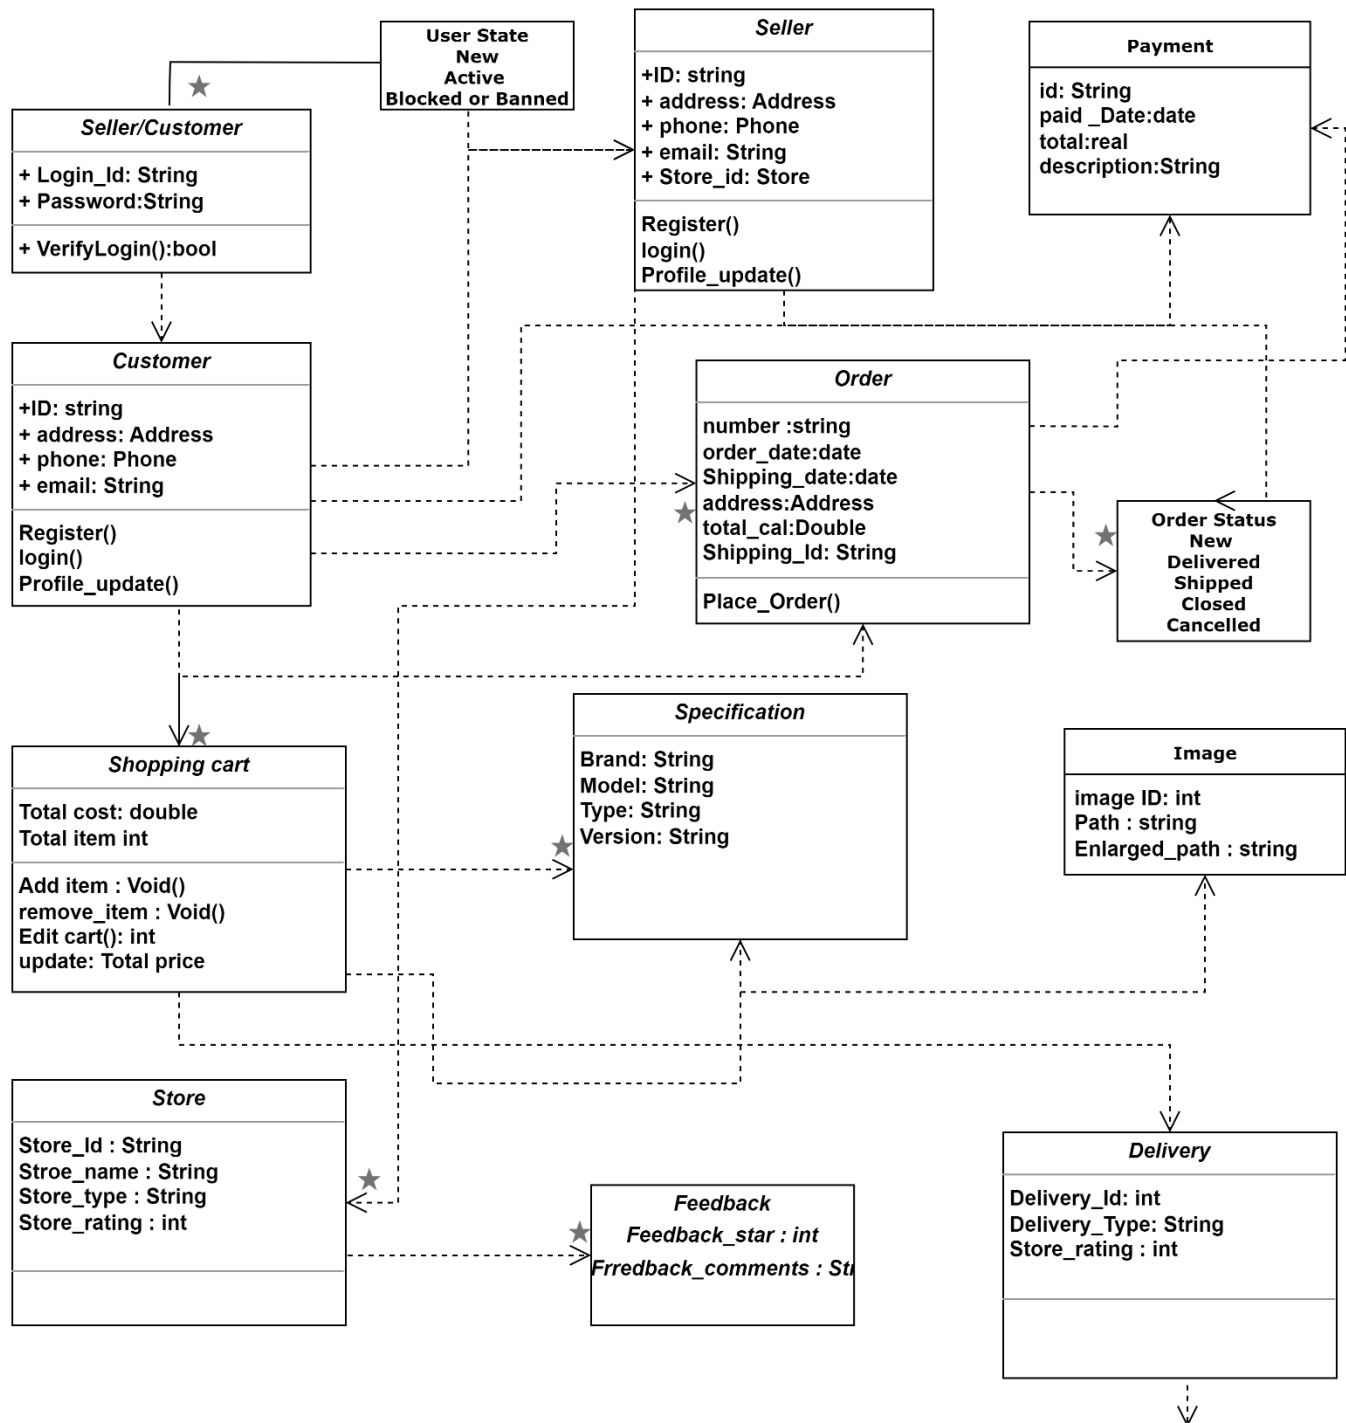 User State
New
Active
Blocked or Banned
Seller
+ID: string
+ address: Address
+ phone: Phone
+ email: String
+ Store_id: Store
Register()
login()
Profile_update()
Payment
id: String
paid _Date:date
total:real
description:String
Seller/Customer
+ Login_Id: String
+ Password:String
+ VerifyLogin():bool
Customer
+ID: string
+ address: Address
+ phone: Phone
+ email: String
Register()
login()
Profile_update()
Order
number :string
order_date:date
Shipping_date:date
address:Address
total_cal:Double
Shipping_Id: String
Place_Order()
Order Status
New
Delivered
Shipped
Closed
Cancelled
Shopping cart
Total cost: double
Total item int
Add item : Void()
remove_item : Void()
Edit cart(): int
update: Total price
Specification
Brand: String
Model: String
Type: String
Version: String
Image
image ID: int
Path : string
Enlarged_path : string
Store
Store_Id : String
Stroe_name : String
Store_type : String
Store_rating : int
Feedback
Feedback_star : int
Frredback_comments : Stri
Delivery
Delivery_Id: int
Delivery_Type: String
Store_rating : int